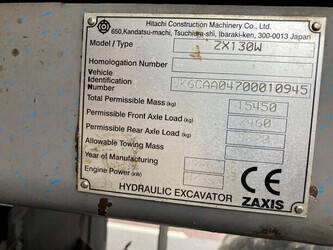 Hitachi Construction Machinery Co., Ltd.
650,Kandatsu-machi, Tsuchiura-shi, Ibaraki-ken, 300-0013 Japan
Model / Type ZX130W
Homologation Number
Vehicle
Identification
Number CAA04700010945
Total Permissible Mass (kg) 15450
Permissible Front Axle Load (kg)
Permissible Rear Axle Load (kg)
Allowable Towing Mass
Year of Manufacturing
Engine Power (kW)
HYDRAULIC EXCAVATOR CE
ZAXIS